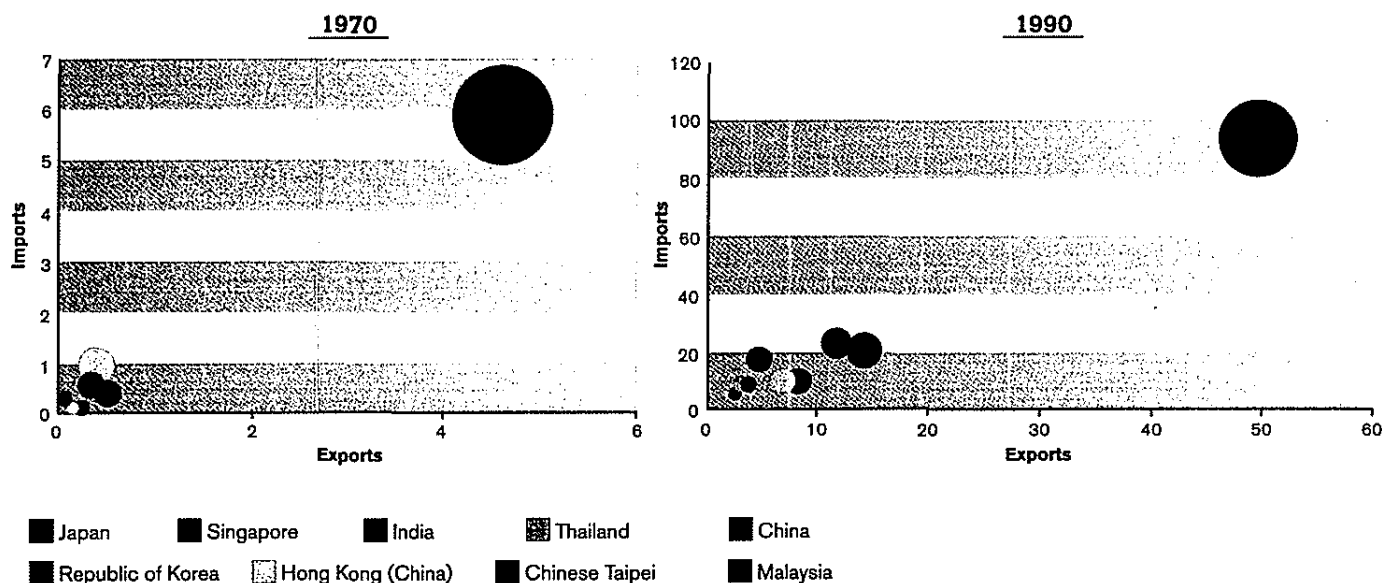 1970
1990
7
6
5
4
3
2
1
0
Imports
0
2
4
6
Exports
120
100
80
60
40
20
0
Imports
0
10
20
30
40
50
60
Exports
Japan
Singapore
India
Thailand
China
Republic of Korea
Hong Kong (China)
Chinese Taipei
Malaysia